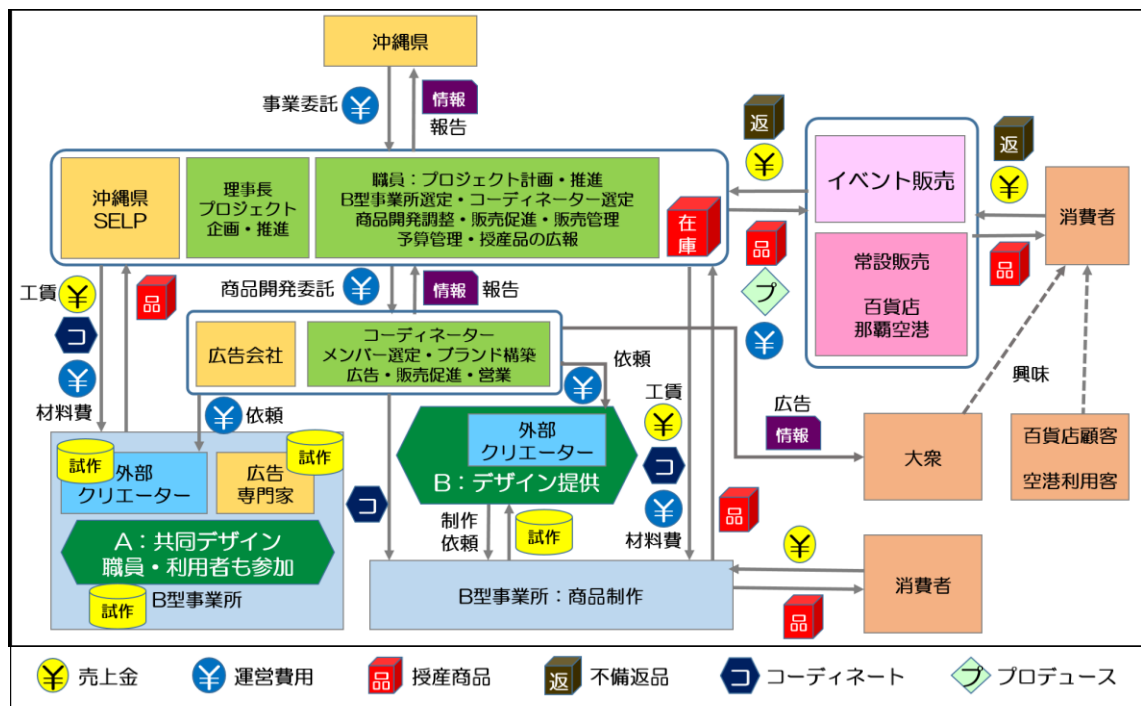 沖縄県
事業委託
¥
情報
報告
沖縄県
SELP
理事長
プロジェクト
企画・推進
職員：プロジェクト計画・推進
B型事業所選定・コーディネーター選定
商品開発調整・販売促進・販売管理
予算管理・授産品の広報
在
庫
返
¥
品
プ
¥
イベント販売
常設販売
百貨店
那覇空港
返
¥
品
消費者
工賃
¥
コ
¥
材料費
品
商品開発委託
¥
情報
報告
広告会社
コーディネーター
メンバー選定・ブランド構築
広告・販売促進・営業
¥
依頼
¥
依頼
工賃
¥
コ
¥
材料費
品
広告
情報
興味
大衆
百貨店顧客
空港利用客
試作
外部
クリエーター
広告
専門家
試作
A：共同デザイン
職員・利用者も参加
試作
B型事業所
コ
外部
クリエーター
B：デザイン提供
制作
依頼
試作
B型事業所：商品制作
¥
品
消費者
¥ 売上金
¥ 運営費用
品 授産商品
返 不備返品
コ コーディネート
プ プロデュース